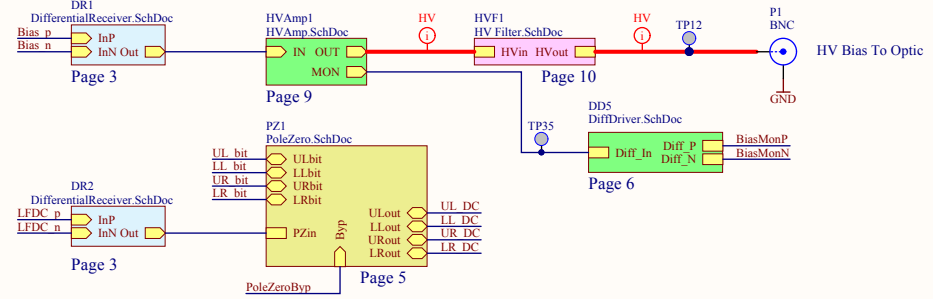 DR1
DifferentialReceiver.SchDoc
Bias_p
Bias_n
InP
InN Out
Page 3
HVAmp1
HVAmp.SchDoc
IN OUT
MON
Page 9
HV
i
HVF1
HV Filter.SchDoc
HVin HVout
Page 10
HV
i
TP12
P1
BNC
HV Bias To Optic
GND
TP35
DD5
DiffDriver.SchDoc
Diff_In
Diff_P
Diff_N
BiasMonP
BiasMonN
Page 6
PZ1
PoleZero.SchDoc
UL_bit
LL_bit
UR_bit
LR_bit
ULbit
LLbit
URbit
LRbit
DR2
DifferentialReceiver.SchDoc
LFDC_p
LFDC_n
InP
InN Out
Page 3
PZin
Byp
ULout
LLout
URout
LRout
UL_DC
LL_DC
UR_DC
LR_DC
Page 5
PoleZeroByp